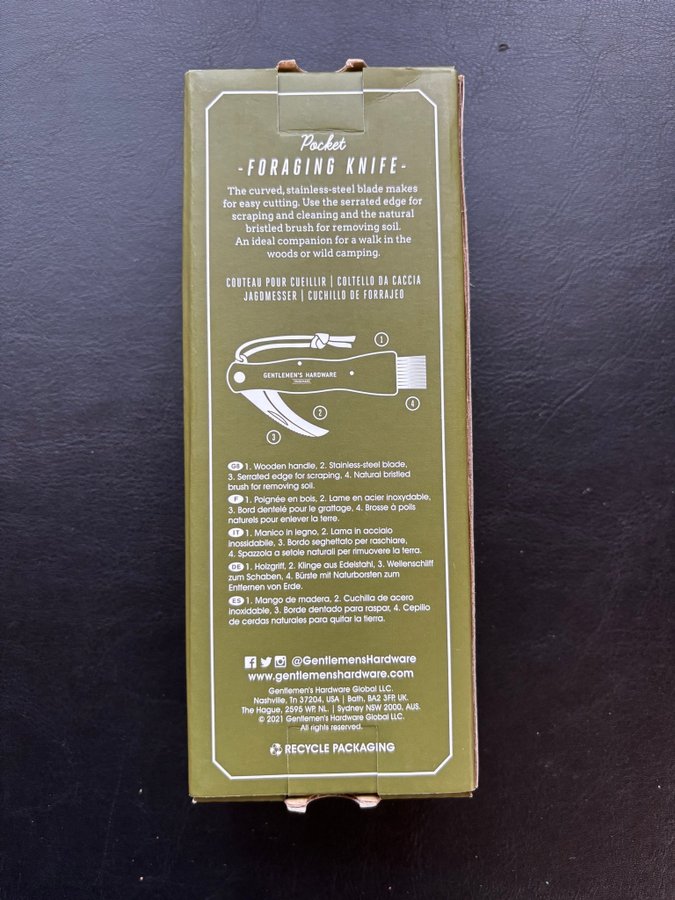 Pocket
-FORAGING KNIFE-
The curved, stainless-steel blade makes
for easy cutting. Use the serrated edge for
scraping and cleaning and the natural
bristled brush for removing soil.
An ideal companion for a walk in the
woods or wild camping.
COUTEAU POUR CUEILLIR | COLTELLO DA CACCIA
JAGDMESSER | CUCHILLO DE FORRAJEO
1
GENTLEMEN'S HARDWARE
4
2
3
GB 1. Wooden handle, 2. Stainless-steel blade,
3. Serrated edge for scraping, 4. Natural bristled
brush for removing soil.
F 1. Poignée en bois, 2. Lame en acier inoxydable,
3. Bord dentelé pour le grattage, 4. Brosse à poils
naturels pour enlever la terre.
IT 1. Manico in legno, 2. Lama in acciaio
inossidabile, 3. Bordo seghettato per raschiare,
4. Spazzola a setole naturali per rimuovere la terra.
DE 1. Holzgriff, 2. Klinge aus Edelstahl, 3. Wellenschliff
zum Schaben, 4. Bürste mit Naturborsten zum
Entfernen von Erde.
ES 1. Mango de madera, 2. Cuchilla de acero
inoxidable, 3. Borde dentado para raspar, 4. Cepillo
de cerdas naturales para quitar la tierra.
@GentlemensHardware
www.gentlemenshardware.com
Gentlemen's Hardware Global LLC.
Nashville, Tn 37204, USA | Bath, BA2 3FP, UK.
The Hague, 2595 WP, NL. | Sydney NSW 2000, AUS.
© 2021 Gentlemen's Hardware Global LLC.
All rights reserved.
RECYCLE PACKAGING